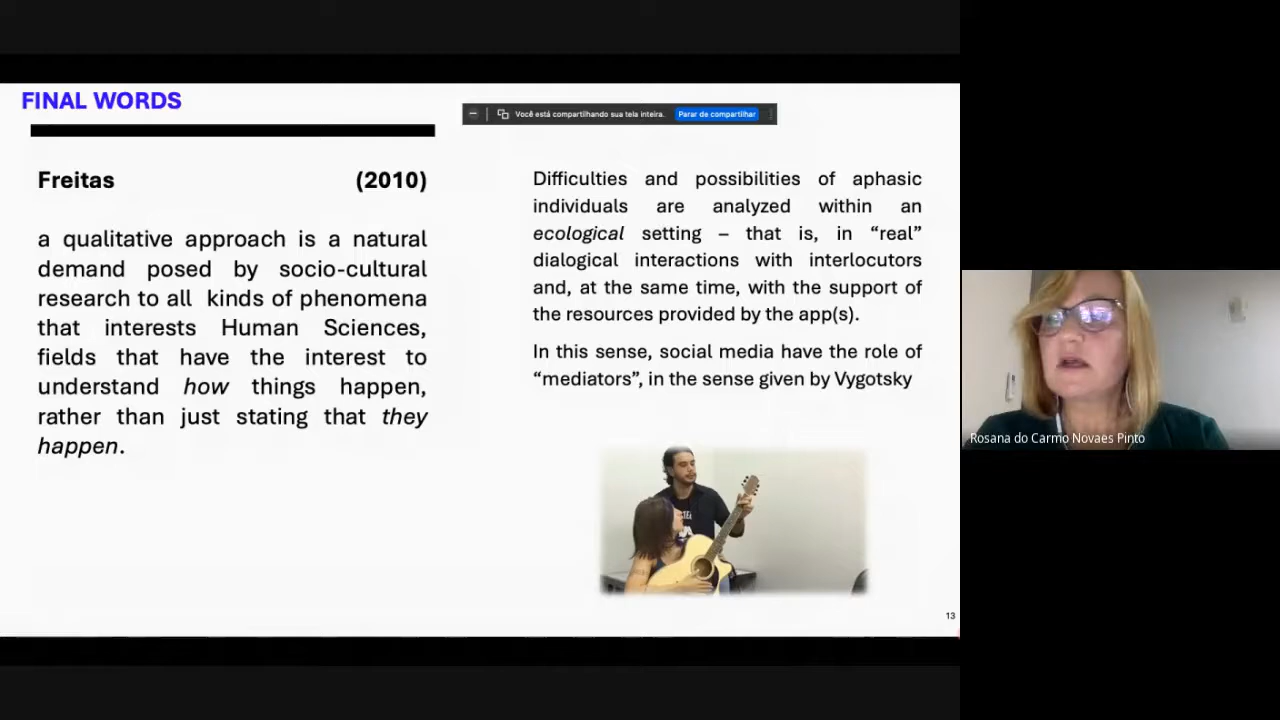 FINAL WORDS
Você está compartilhando sua tela inteira.
Parar de compartilhar
Freitas (2010)
a qualitative approach is a natural
demand posed by socio-cultural
research to all kinds of phenomena
that interests Human Sciences,
fields that have the interest to
understand how things happen,
rather than just stating that they
happen.
Difficulties and possibilities of aphasic
individuals are analyzed within an
ecological setting – that is, in “real”
dialogical interactions with interlocutors
and, at the same time, with the support of
the resources provided by the app(s).
In this sense, social media have the role of
“mediators”, in the sense given by Vygotsky
13
Rosana do Carmo Novaes Pinto